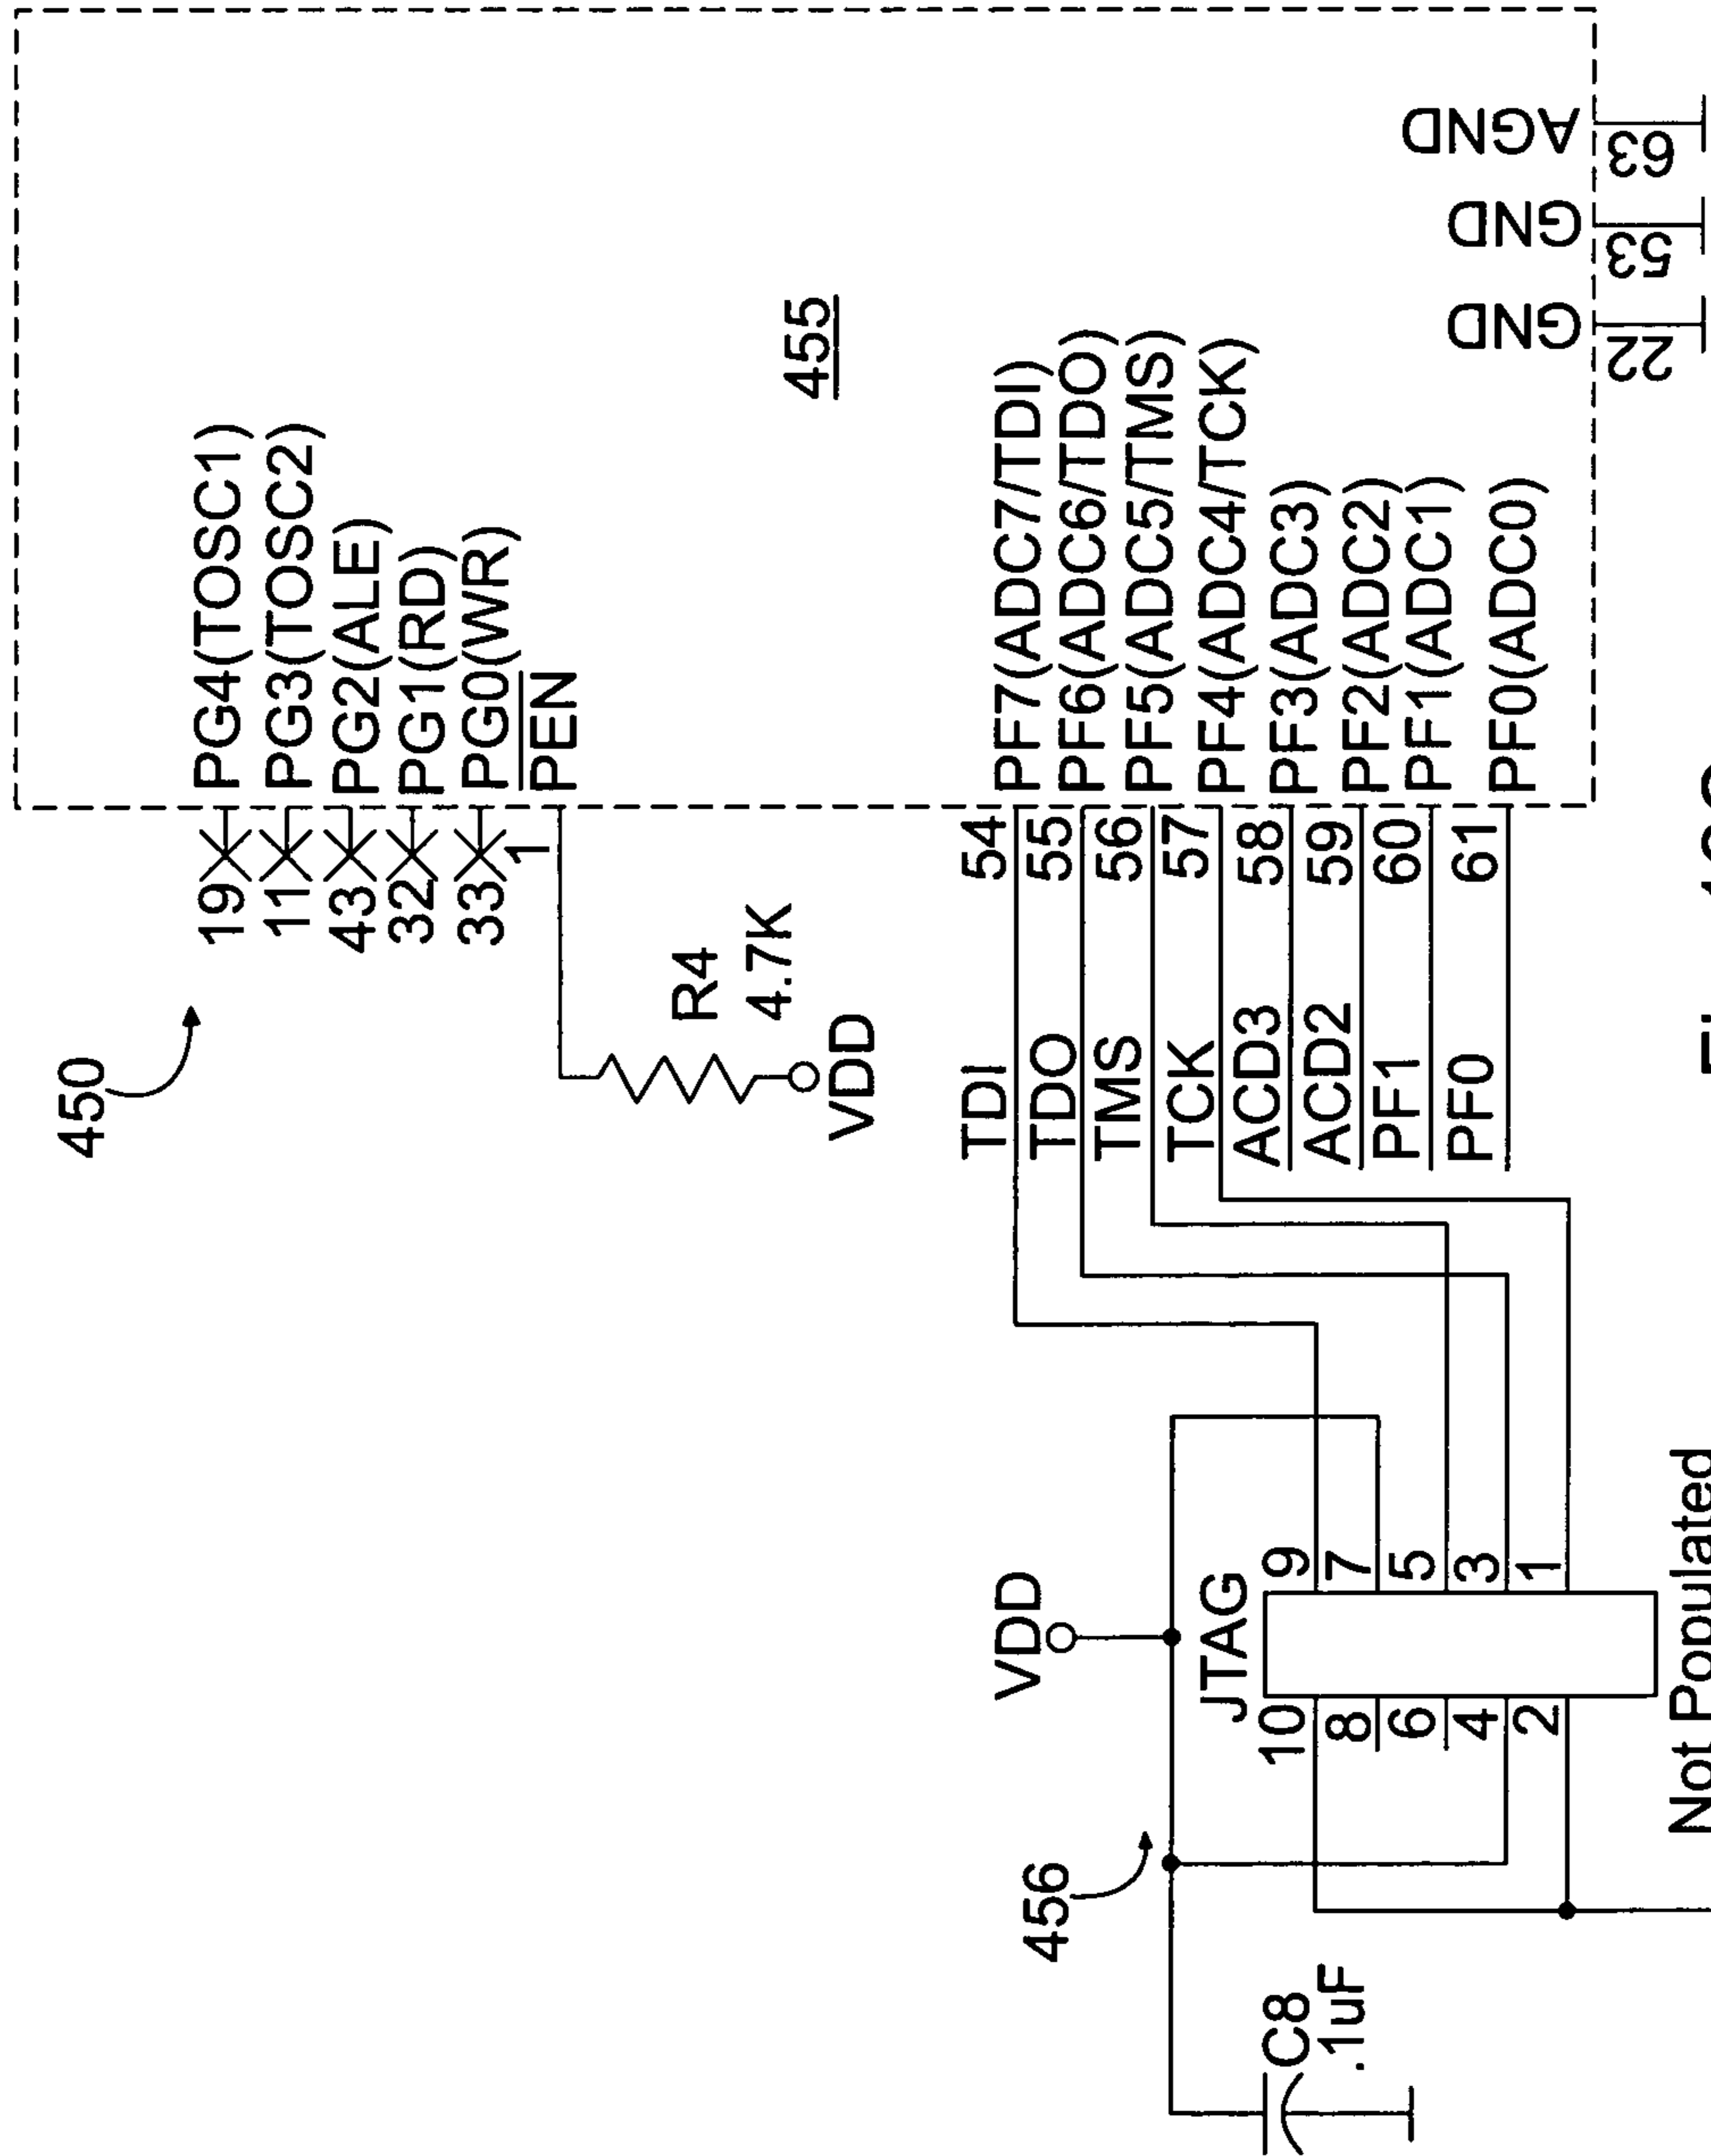 450
19
PG4(TOSC1)
11
PG3(TOSC2)
43
PG2(ALE)
32
PG1(RD)
33
PG0(WR)
1
PEN
R4
4.7K
VDD
455
TDI
54
PF7(ADC7/TDI)
TDO
55
PF6(ADC6/TDO)
TMS
56
PF5(ADC5/TMS)
TCK
57
PF4(ADC4/TCK)
ACD3
58
PF3(ADC3)
ACD2
59
PF2(ADC2)
PF1
60
PF1(ADC1)
PF0
61
PF0(ADC0)
GND
22
GND
53
AGND
63
456
VDD
JTAG
10
9
8
7
6
5
4
3
2
1
C8
.1uF
Not Populated